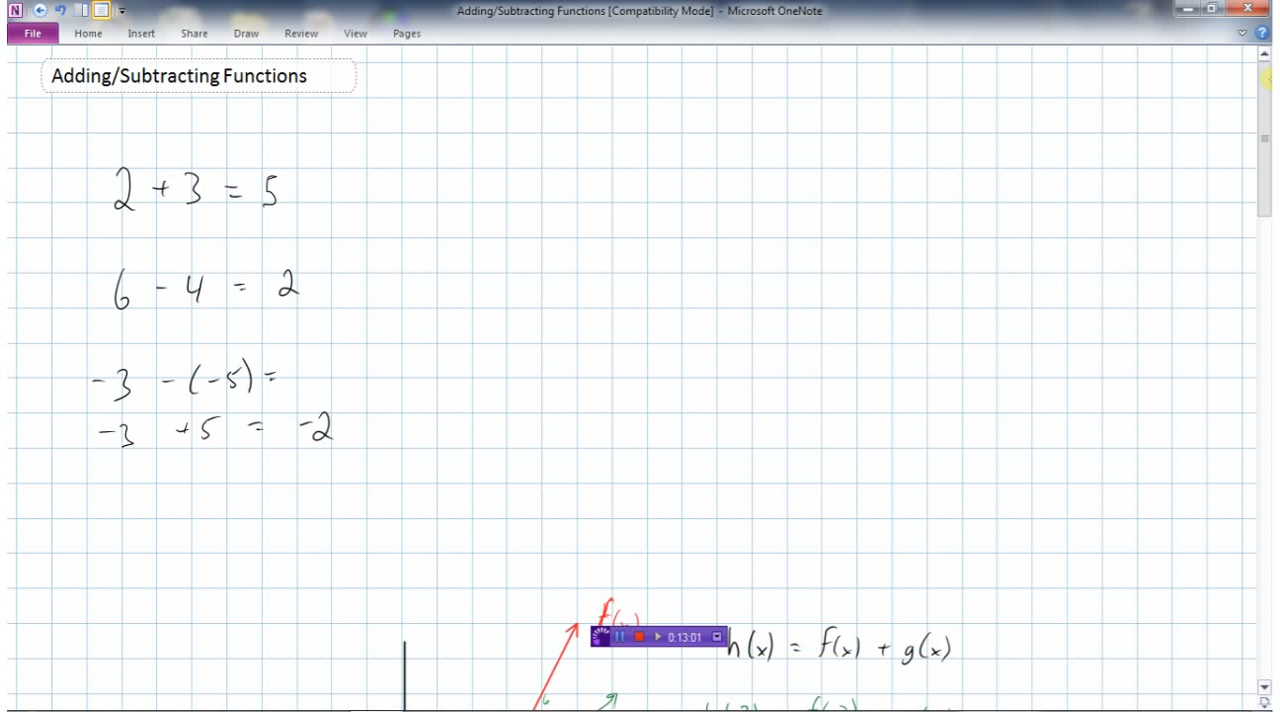 Adding/Subtracting Functions [Compatibility Mode] - Microsoft OneNote
File Home Insert Share Draw Review View Pages
Adding/Subtracting Functions
2 + 3 = 5
6 - 4 = 2
-3 - (-5) =
-3 +5 = -2
f(x)
0:13:01
h(x) = f(x) + g(x)